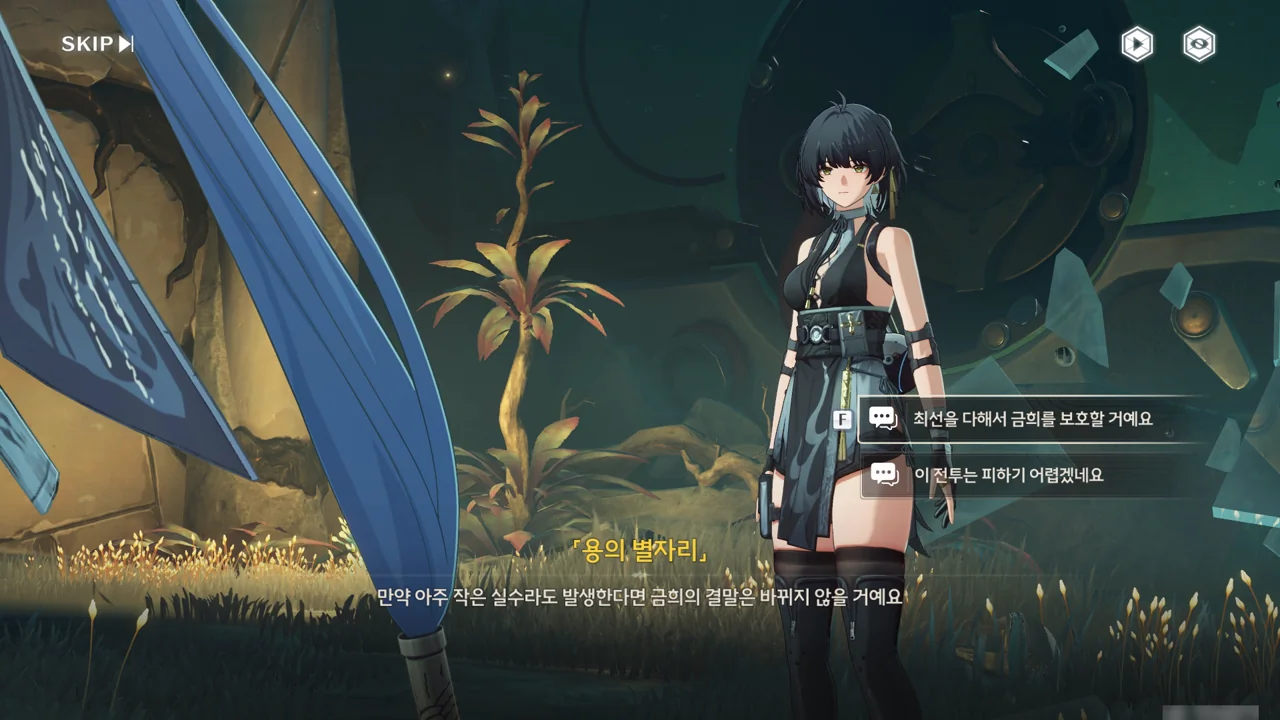 SKIP
F
최선을 다해서 금희를 보호할 거예요
이 전투는 피하기 어렵겠네요
「용의 별자리」
만약 아주 작은 실수라도 발생한다면 금희의 결말은 바뀌지 않을 거예요